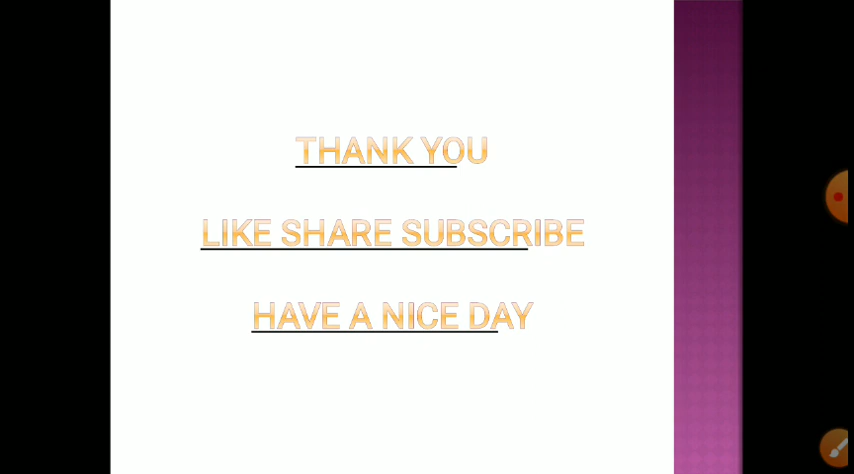 THANK YOU
LIKE SHARE SUBSCRIBE
HAVE A NICE DAY